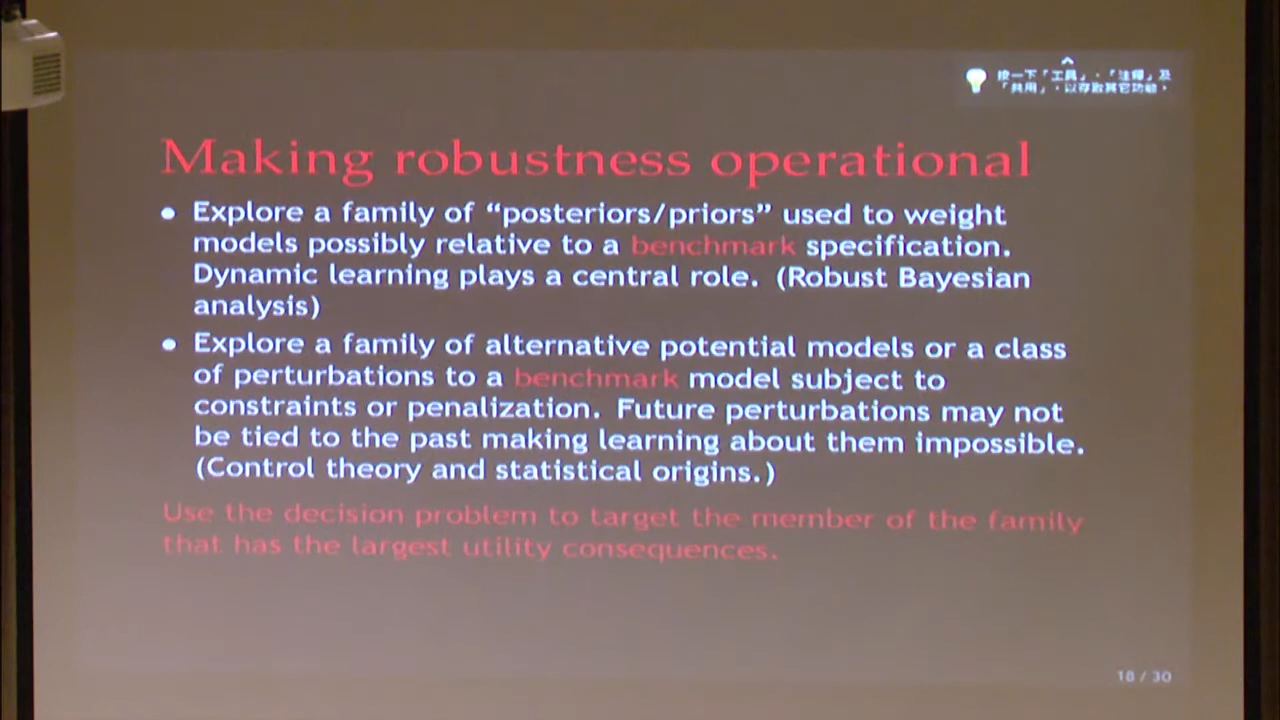 按一下「工具」、「註釋」及
「共用」,以存取其它功能。
Making robustness operational
• Explore a family of “posteriors/priors” used to weight
models possibly relative to a benchmark specification.
Dynamic learning plays a central role. (Robust Bayesian
analysis)
• Explore a family of alternative potential models or a class
of perturbations to a benchmark model subject to
constraints or penalization. Future perturbations may not
be tied to the past making learning about them impossible.
(Control theory and statistical origins.)
Use the decision problem to target the member of the family
that has the largest utility consequences.
18 / 30